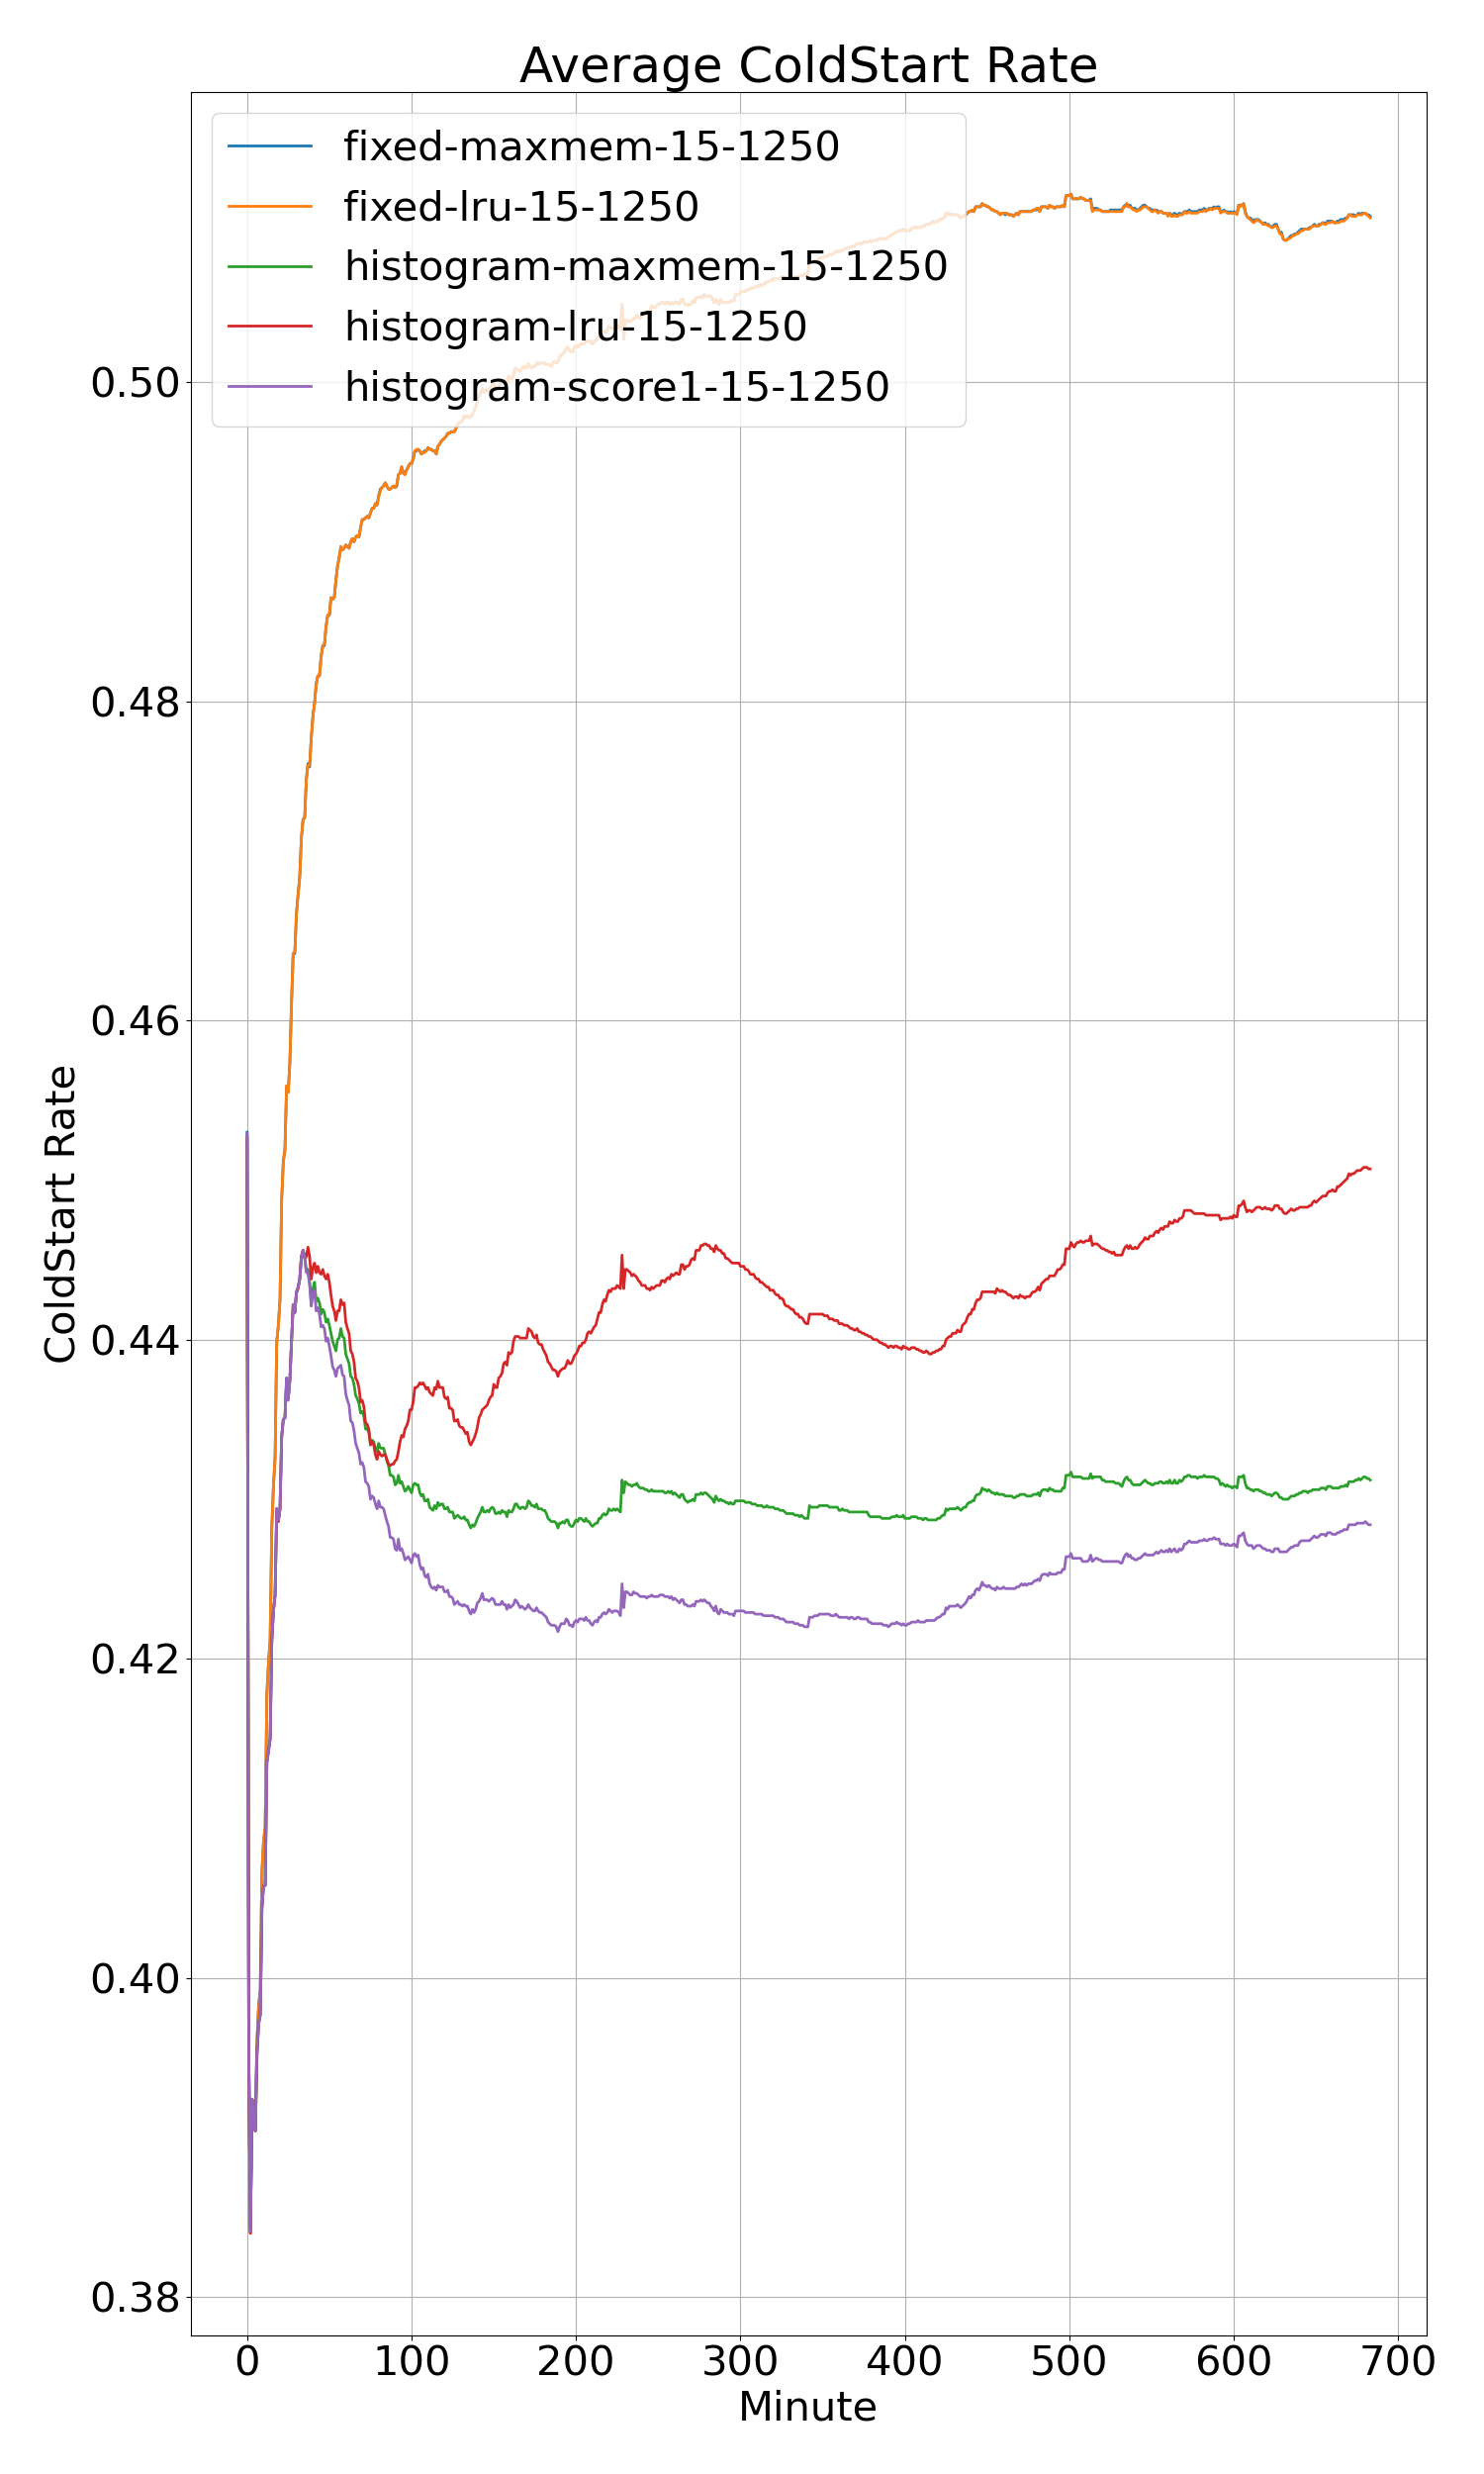 Average ColdStart Rate
fixed-maxmem-15-1250
fixed-lru-15-1250
histogram-maxmem-15-1250
histogram-lru-15-1250
histogram-score1-15-1250
ColdStart Rate
0.50
0.48
0.46
0.44
0.42
0.40
0.38
0 100 200 300 400 500 600 700
Minute